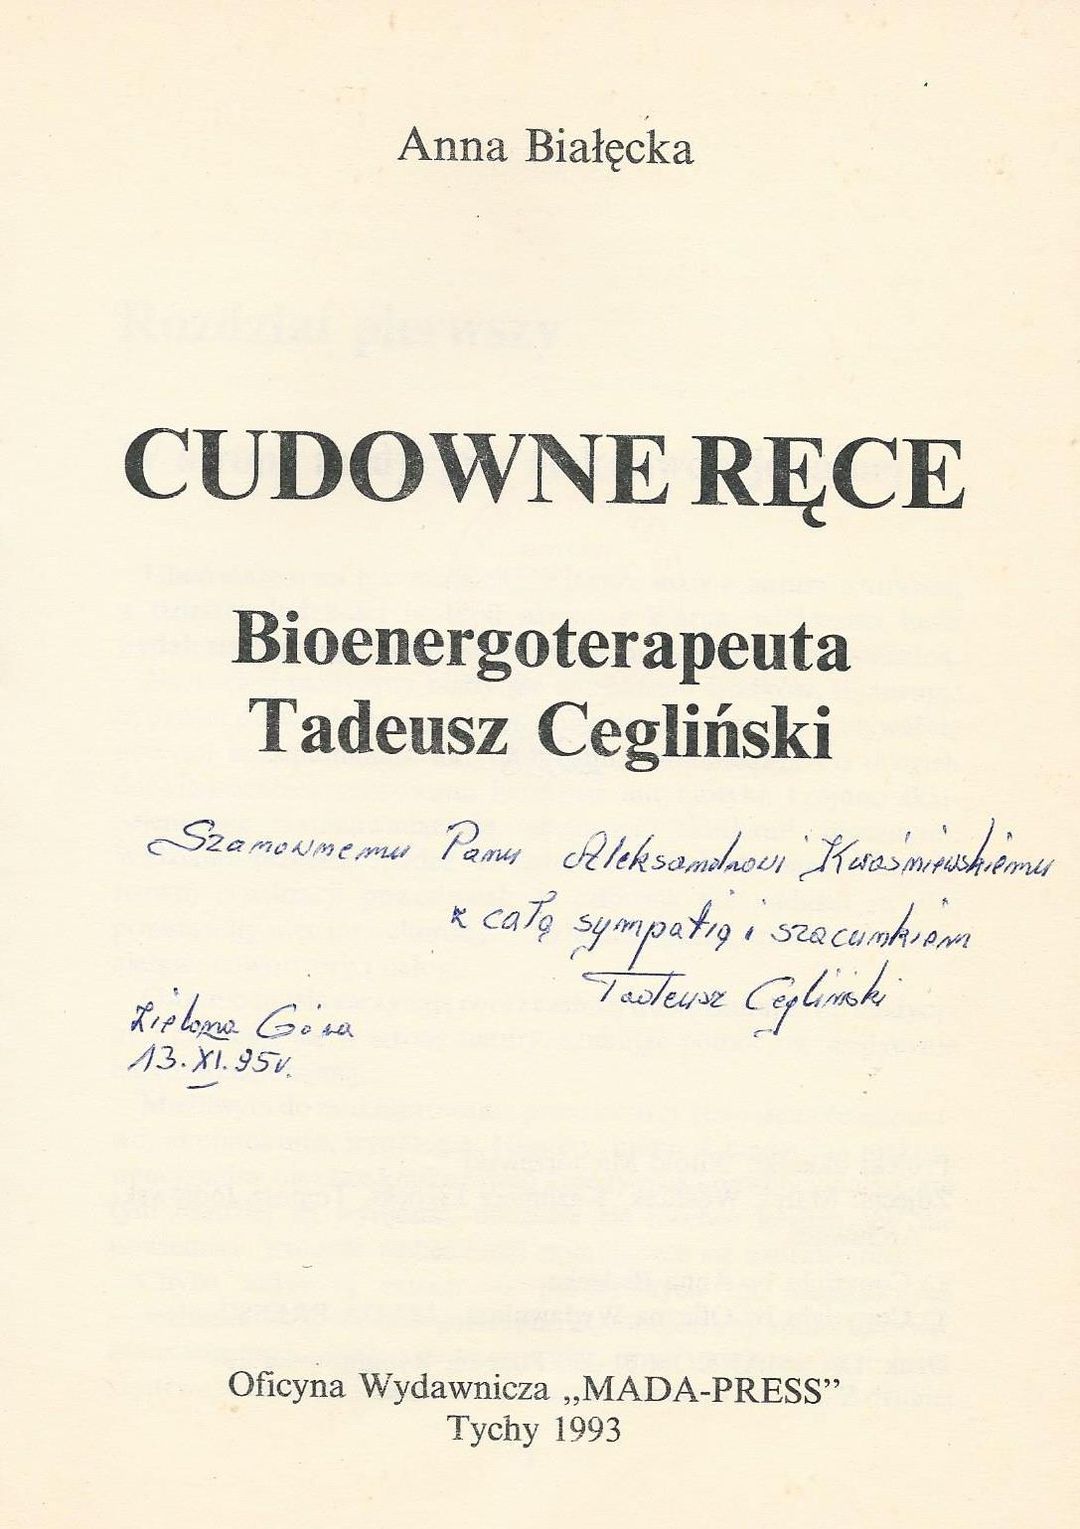 Anna Białęcka
CUDOWNE RĘCE
Bioenergoterapeuta
Tadeusz Cegliński
Szanownemu Panu Aleksandrowi Kwaśniewskiemu
z całą sympatią i szacunkiem
Tadeusz Cegliński
Zielona Góra
13.XI.95r.
Oficyna Wydawnicza „MADA-PRESS”
Tychy 1993